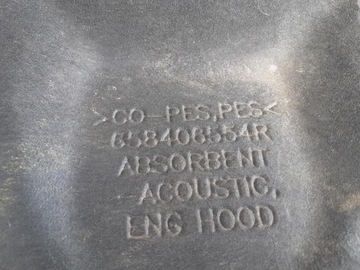 >CO-PES,PES<
658406554R
ABSORBENT
ACOUSTIC,
ENG HOOD